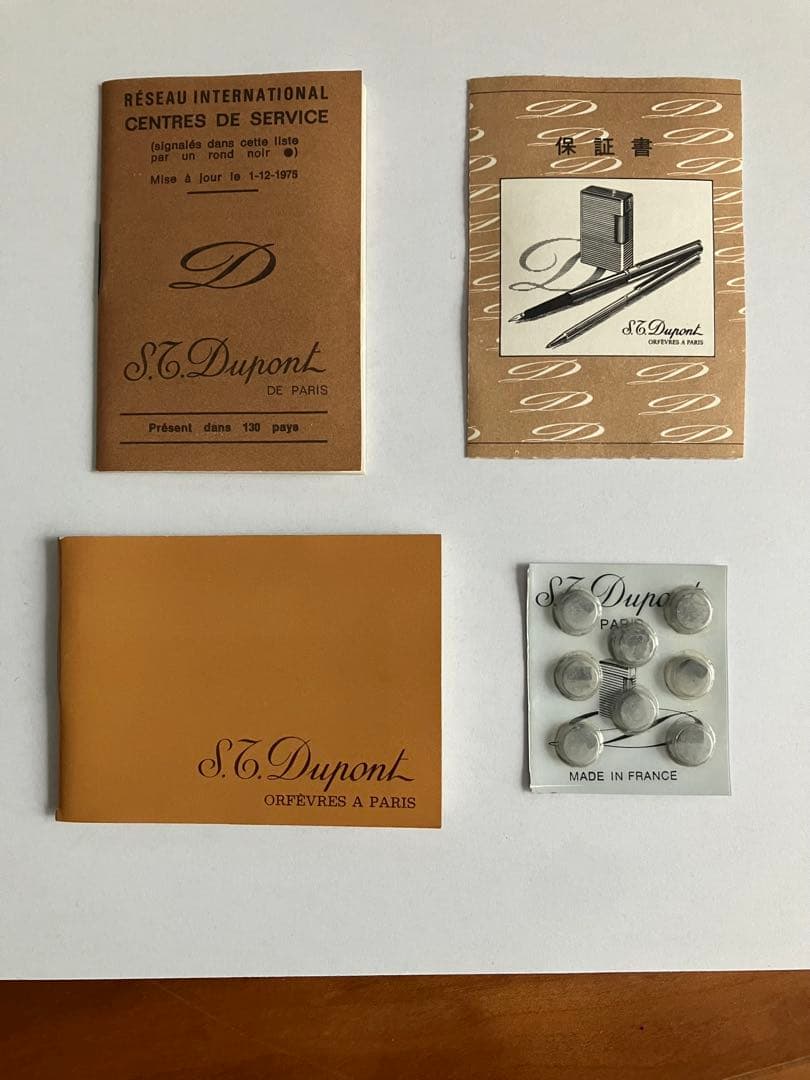 RÉSEAU INTERNATIONAL
CENTRES DE SERVICE
(signalés dans cette liste
par un rond noir ●)
Mise à jour le 1-12-1975
D
S.T. Dupont
DE PARIS
Présent dans 130 pays
保証書
D
S.T. Dupont
ORFÈVRES A PARIS
S.T. Dupont
ORFÈVRES A PARIS
S.T. Dupont
PARIS
MADE IN FRANCE